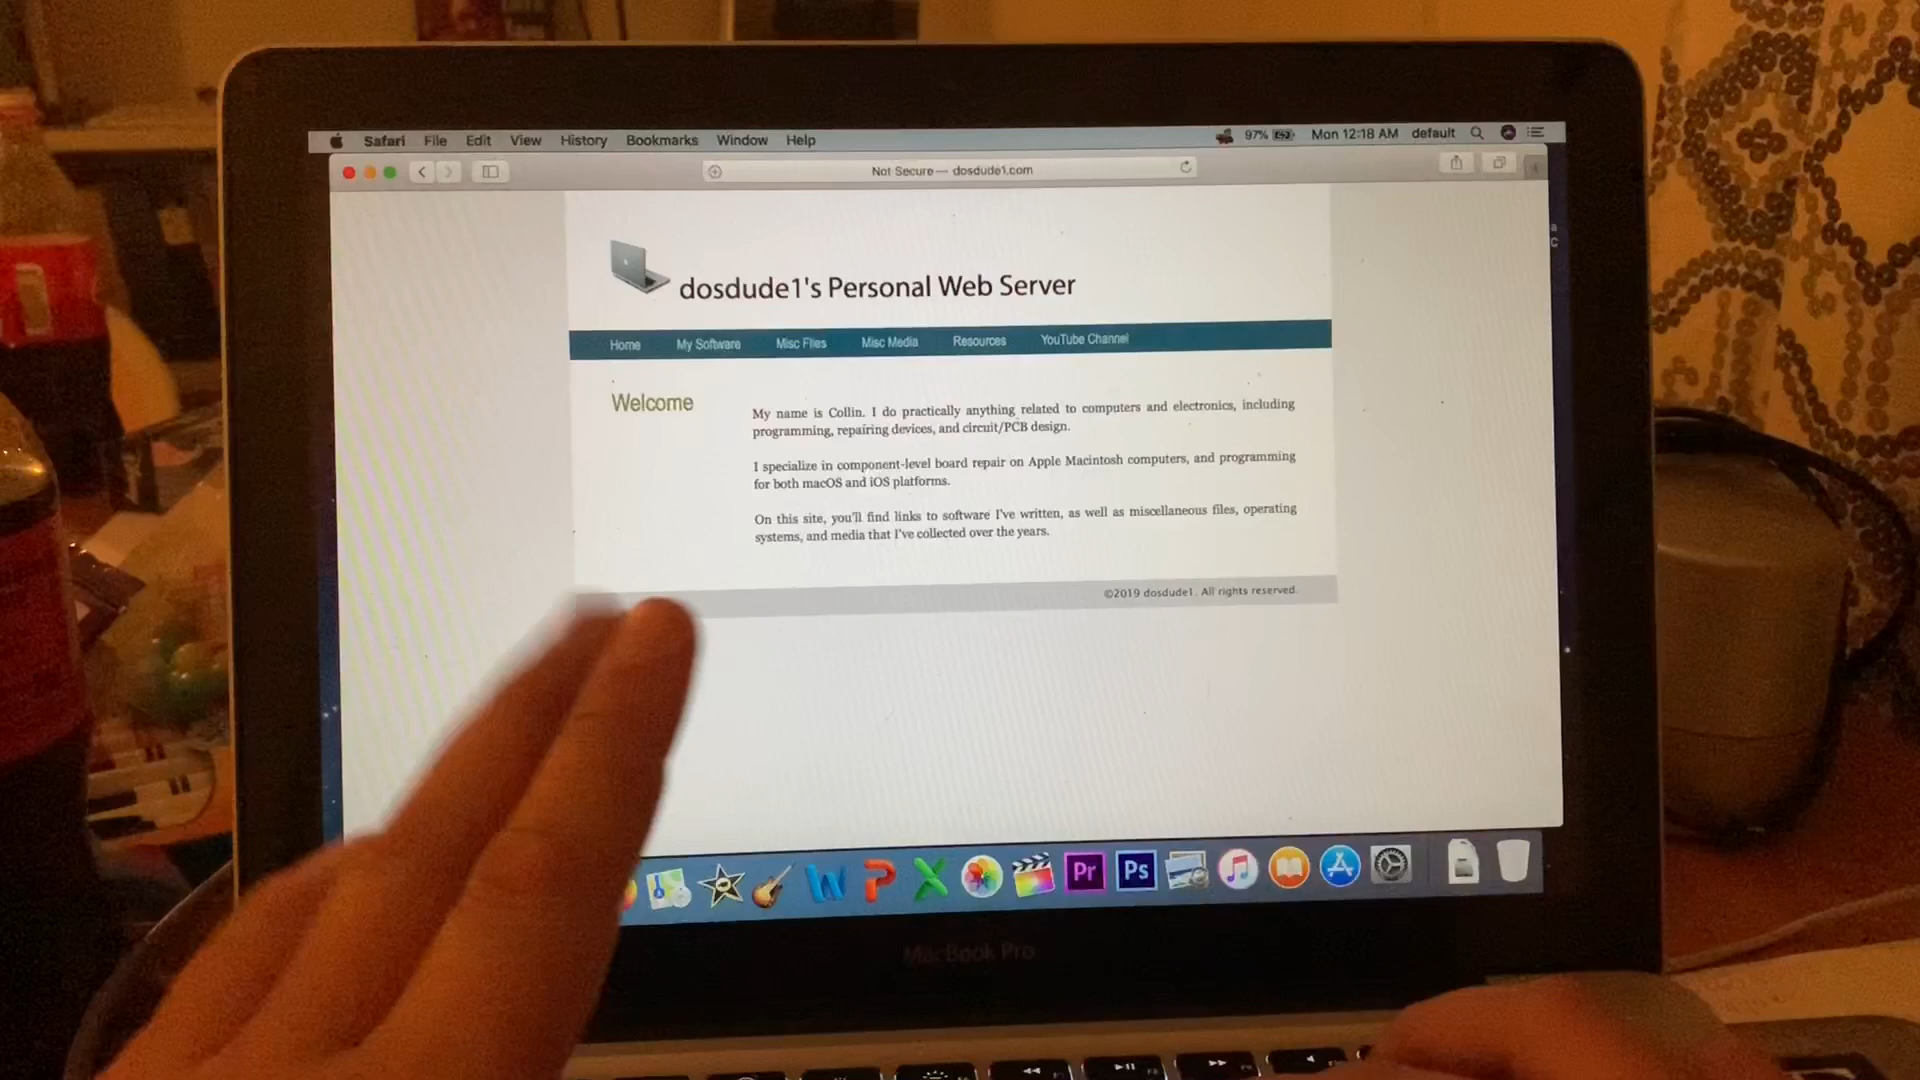 Safari File Edit View History Bookmarks Window Help 97% Mon 12:18 AM default
Not Secure — dosdude1.com
dosdude1's Personal Web Server
Home My Software Misc Files Misc Media Resources YouTube Channel
Welcome
My name is Collin. I do practically anything related to computers and electronics, including
programming, repairing devices, and circuit/PCB design.
I specialize in component-level board repair on Apple Macintosh computers, and programming
for both macOS and iOS platforms.
On this site, you'll find links to software I've written, as well as miscellaneous files, operating
systems, and media that I've collected over the years.
©2019 dosdude1. All rights reserved.
Pr Ps
MacBook Pro